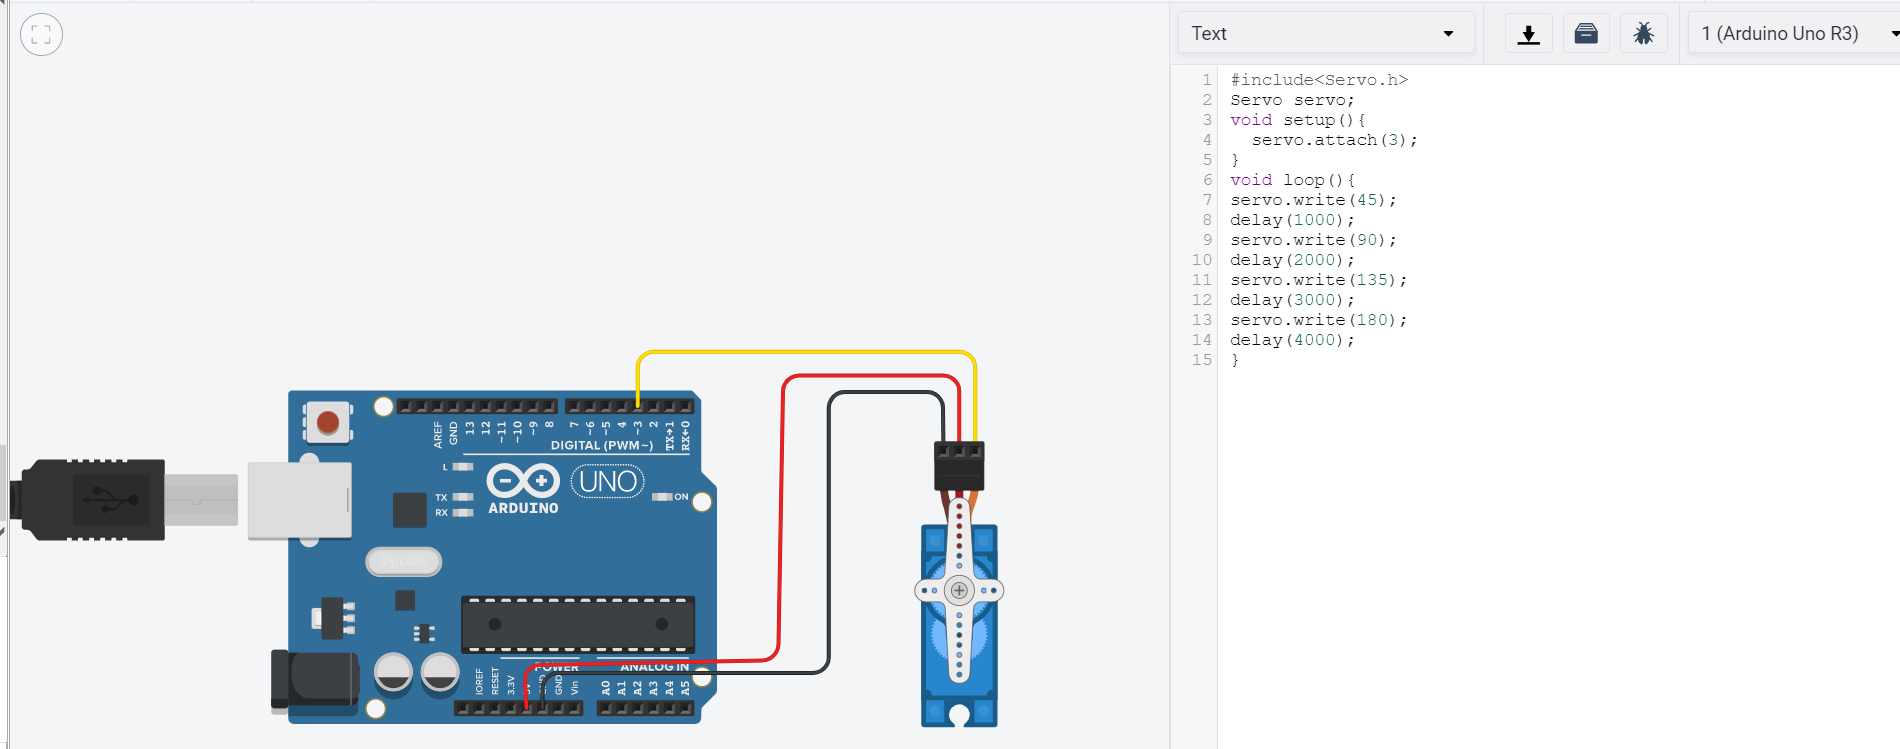 Text
1 (Arduino Uno R3)
1 #include<Servo.h>
2 Servo servo;
3 void setup(){
4 servo.attach(3);
5 }
6 void loop(){
7 servo.write(45);
8 delay(1000);
9 servo.write(90);
10 delay(2000);
11 servo.write(135);
12 delay(3000);
13 servo.write(180);
14 delay(4000);
15 }
AREF GND 13 12 ~11 ~10 ~9 8 7 ~6 ~5 4 ~3 2 TX→1 RX←0
DIGITAL (PWM~)
L
TX
RX
UNO
ON
ARDUINO
POWER
ANALOG IN
IOREF RESET 3.3V GND Vin A0 A1 A2 A3 A4 A5